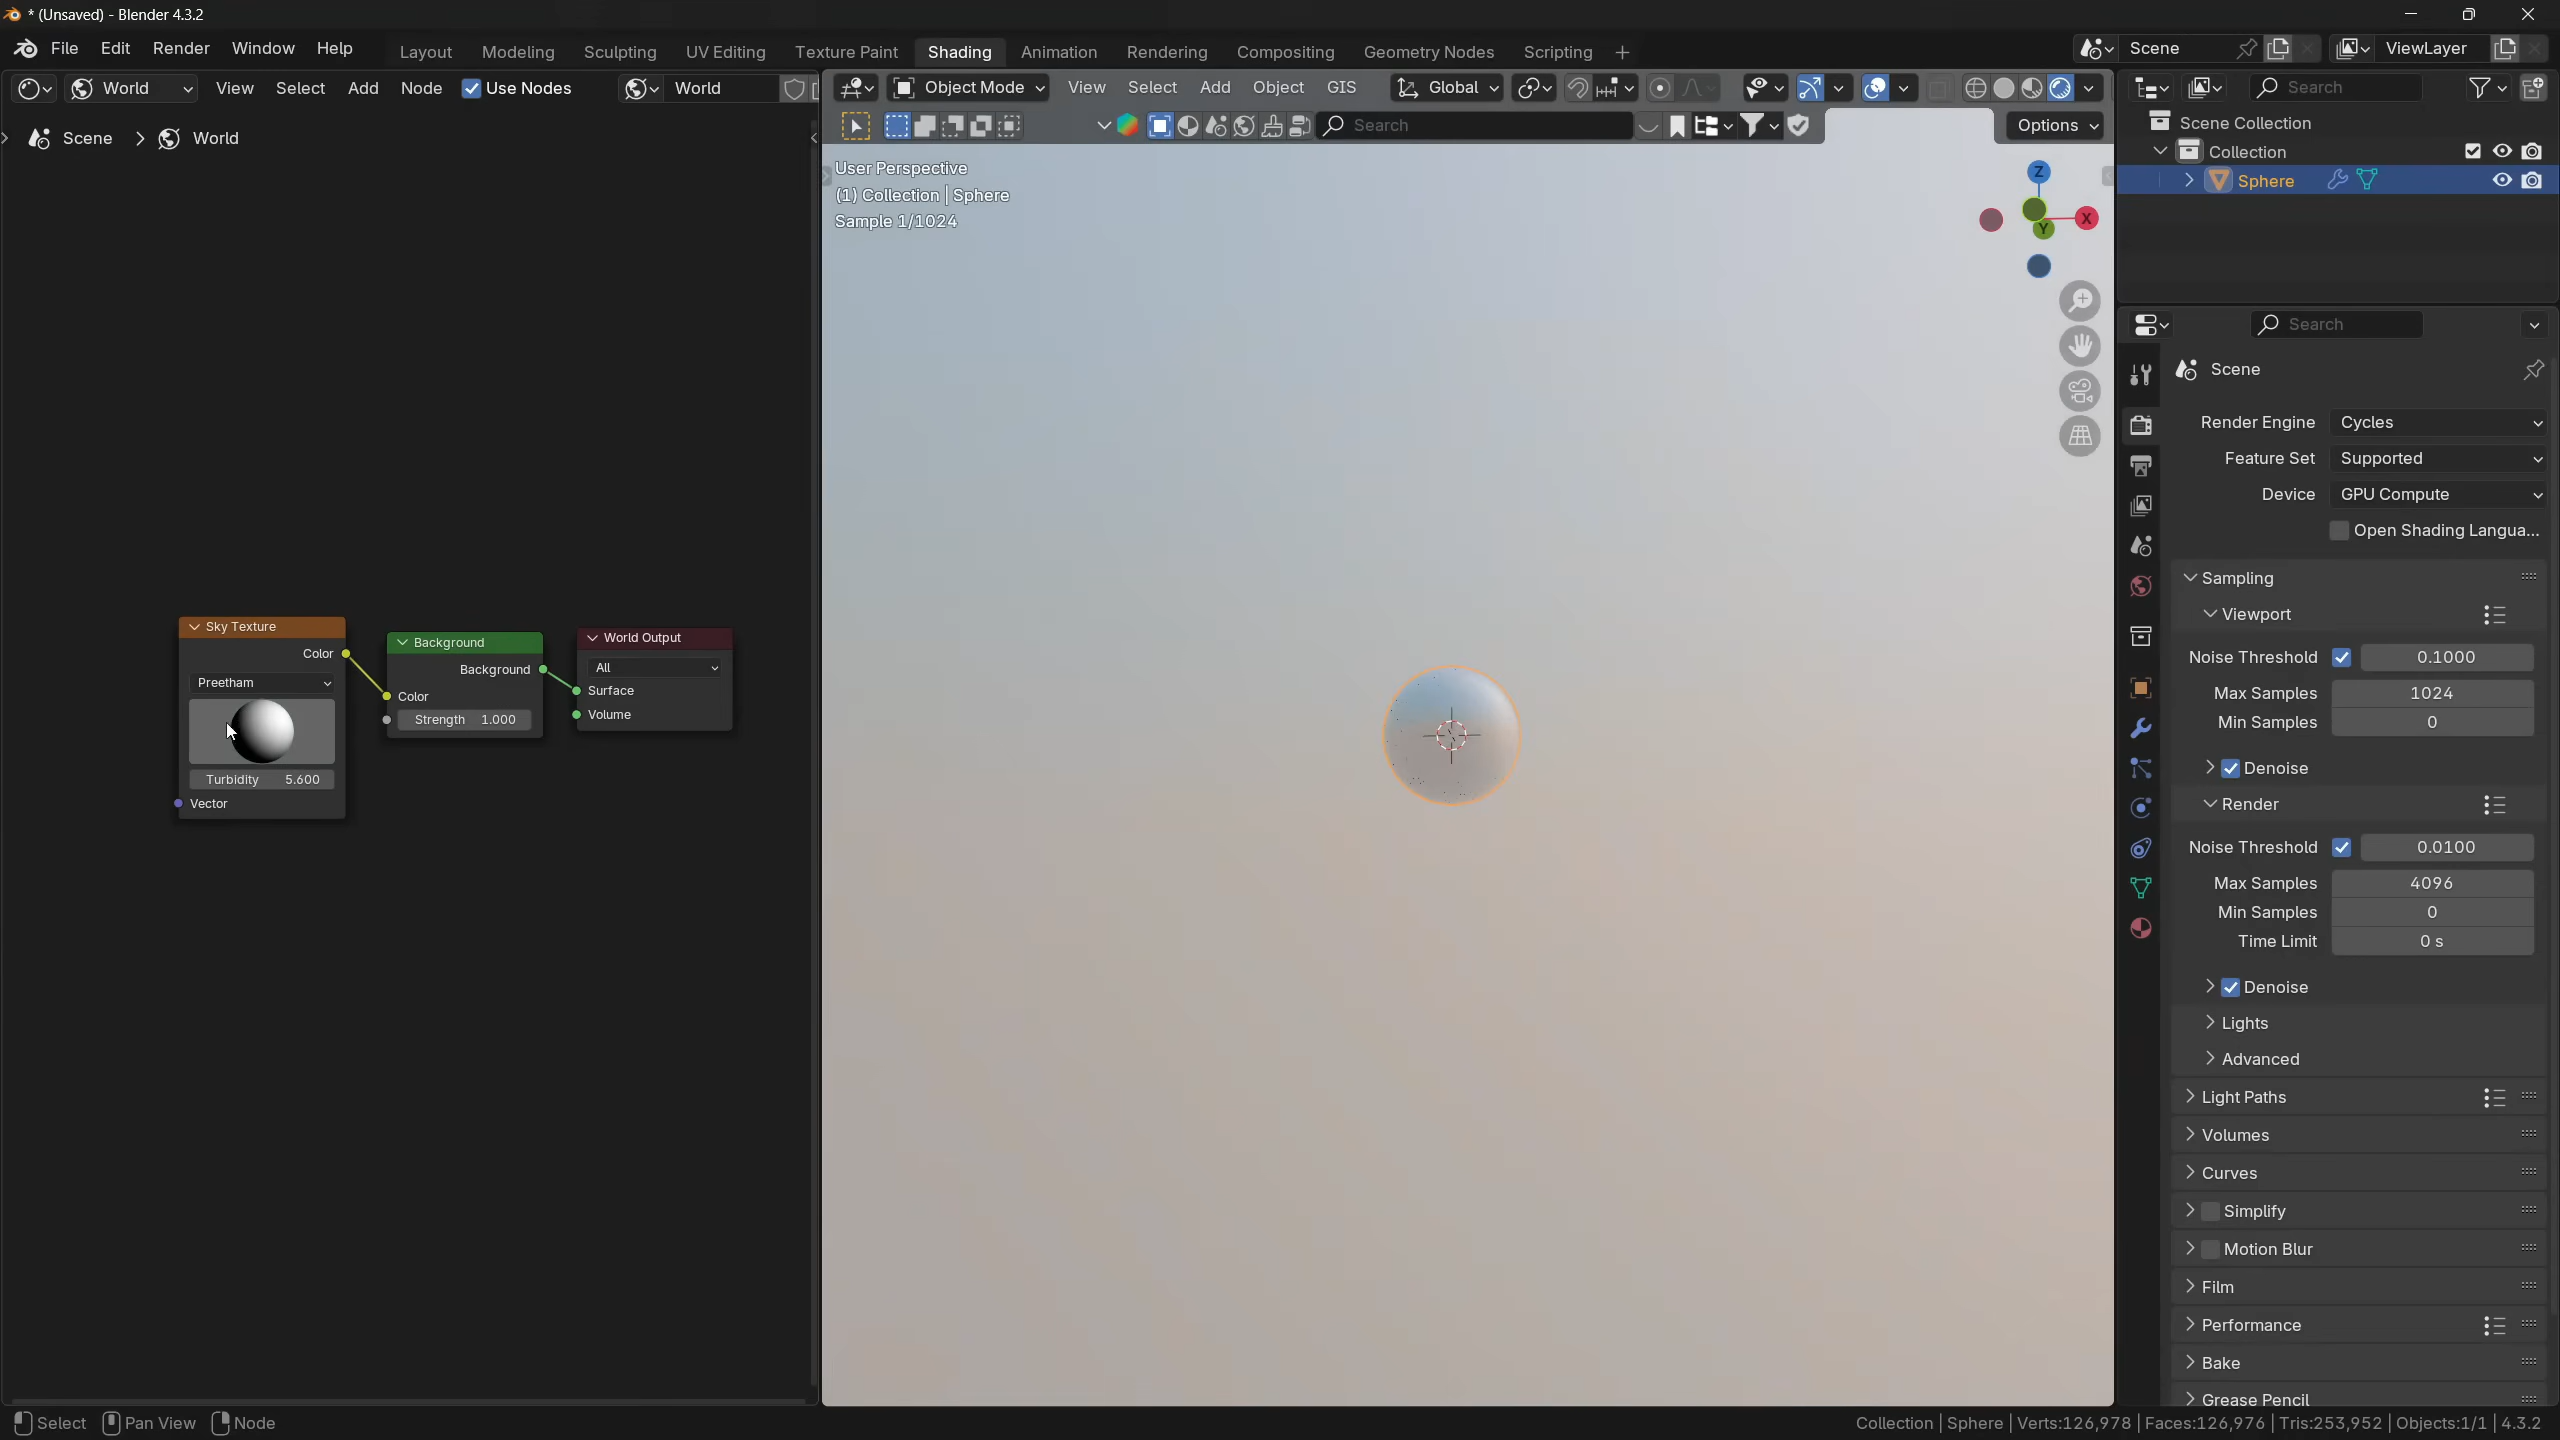 * (Unsaved) - Blender 4.3.2
File Edit Render Window Help Layout Modeling Sculpting UV Editing Texture Paint Shading Animation Rendering Compositing Geometry Nodes Scripting + Scene ViewLayer
World View Select Add Node Use Nodes World
Object Mode View Select Add Object GIS Global
Search
Search Options
Scene > World
User Perspective
(1) Collection | Sphere
Sample 1/1024
Z
X
Y
Sky Texture
Color
Preetham
Turbidity 5.600
Vector
Background
Background
Color
Strength 1.000
World Output
All
Surface
Volume
Scene Collection
Collection
Sphere
Search
Scene
Render Engine Cycles
Feature Set Supported
Device GPU Compute
Open Shading Langua...
Sampling
Viewport
Noise Threshold 0.1000
Max Samples 1024
Min Samples 0
Denoise
Render
Noise Threshold 0.0100
Max Samples 4096
Min Samples 0
Time Limit 0 s
Denoise
Lights
Advanced
Light Paths
Volumes
Curves
Simplify
Motion Blur
Film
Performance
Bake
Grease Pencil
Select Pan View Node
Collection | Sphere | Verts:126,978 | Faces:126,976 | Tris:253,952 | Objects:1/1 | 4.3.2